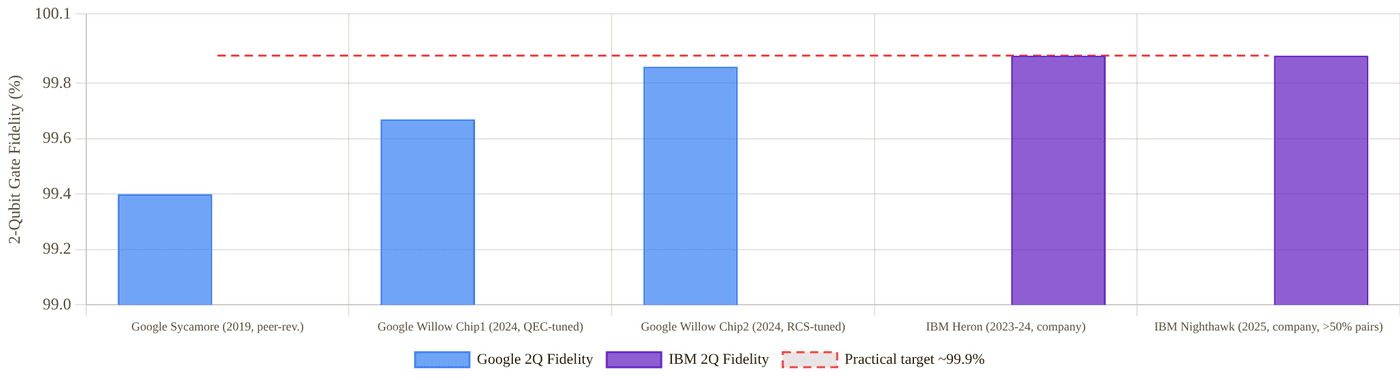 100.1
99.8
99.6
99.4
99.2
99.0
2-Qubit Gate Fidelity (%)
Google Sycamore (2019, peer-rev.)
Google Willow Chip1 (2024, QEC-tuned)
Google Willow Chip2 (2024, RCS-tuned)
IBM Heron (2023-24, company)
IBM Nighthawk (2025, company, >50% pairs)
Google 2Q Fidelity
IBM 2Q Fidelity
Practical target ~99.9%